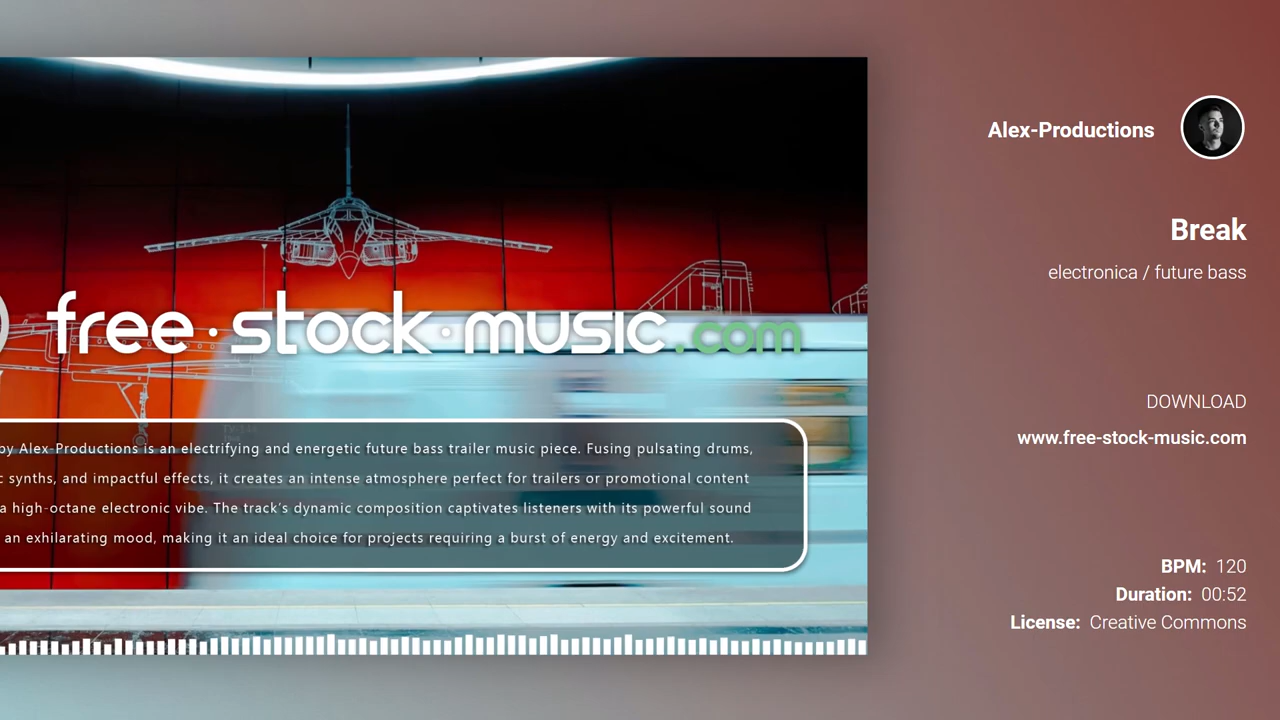 free·stock·music.com
by Alex-Productions is an electrifying and energetic future bass trailer music piece. Fusing pulsating drums,
synths, and impactful effects, it creates an intense atmosphere perfect for trailers or promotional content
a high-octane electronic vibe. The track's dynamic composition captivates listeners with its powerful sound
an exhilarating mood, making it an ideal choice for projects requiring a burst of energy and excitement.
Alex-Productions
Break
electronica / future bass
DOWNLOAD
www.free-stock-music.com
BPM: 120
Duration: 00:52
License: Creative Commons